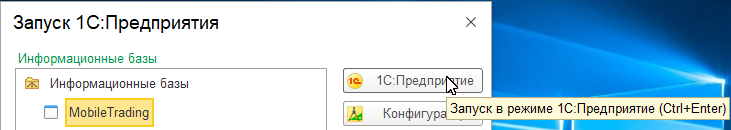 Запуск 1С:Предприятия
Информационные базы
Информационные базы
1С:Предприятие
MobileTrading
Запуск в режиме 1С:Предприятие (Ctrl+Enter)